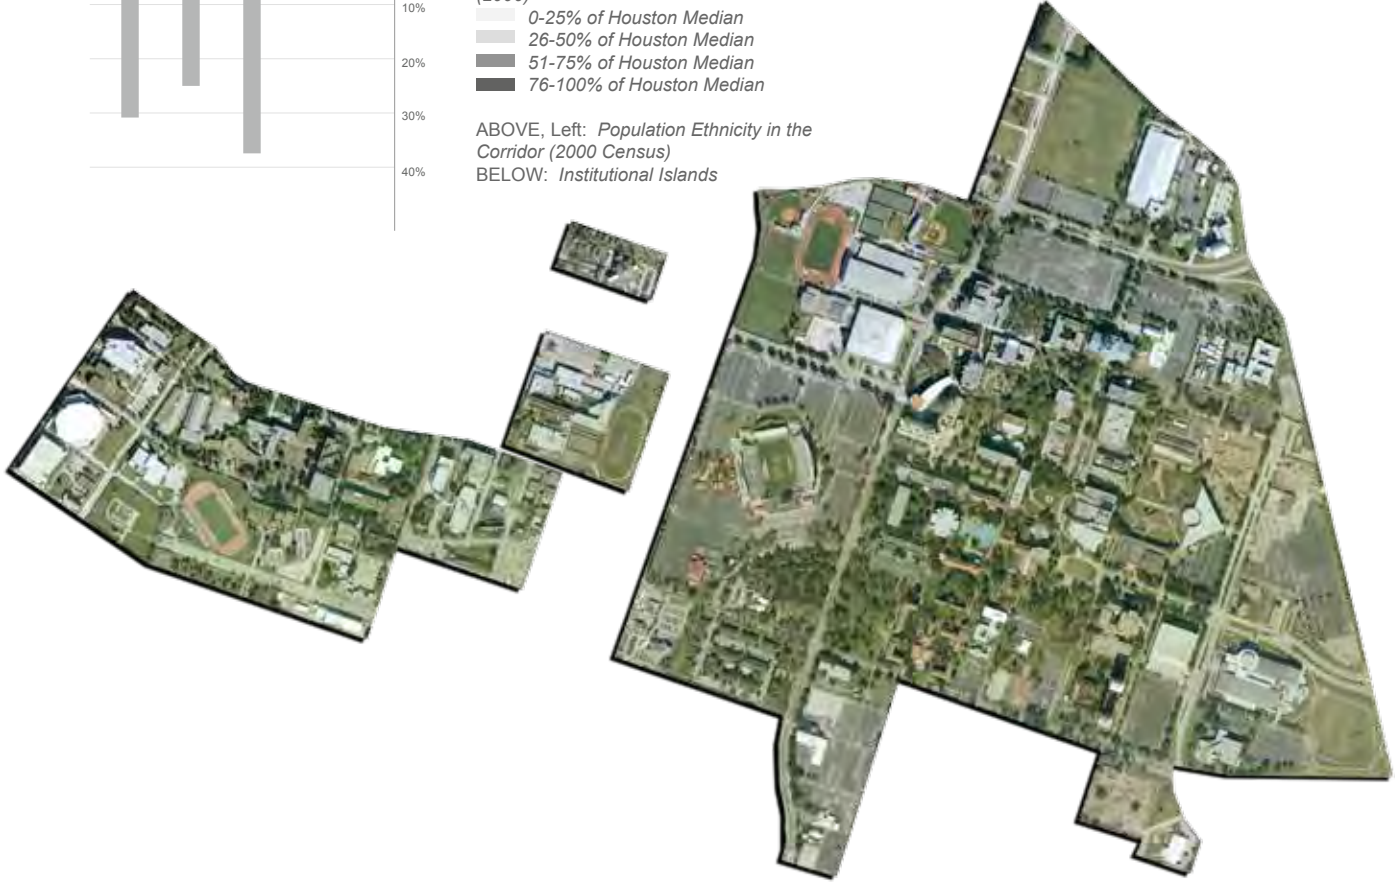 10%
20%
30%
40%
(2000)
0-25% of Houston Median
26-50% of Houston Median
51-75% of Houston Median
76-100% of Houston Median
ABOVE, Left: Population Ethnicity in the
Corridor (2000 Census)
BELOW: Institutional Islands